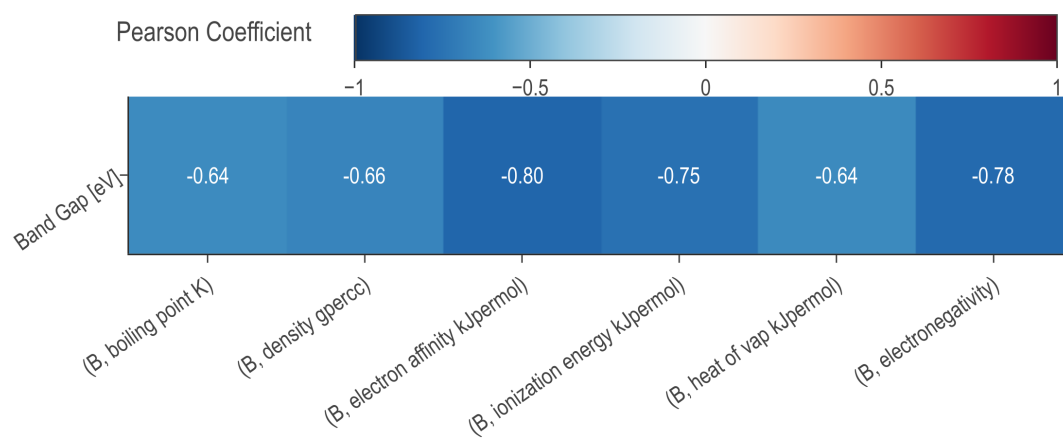 Pearson Coefficient
−1
−0.5
0
0.5
1
Band Gap [eV]
-0.64
-0.66
-0.80
-0.75
-0.64
-0.78
(B, boiling point K)
(B, density gpercc)
(B, electron affinity kJpermol)
(B, ionization energy kJpermol)
(B, heat of vap kJpermol)
(B, electronegativity)